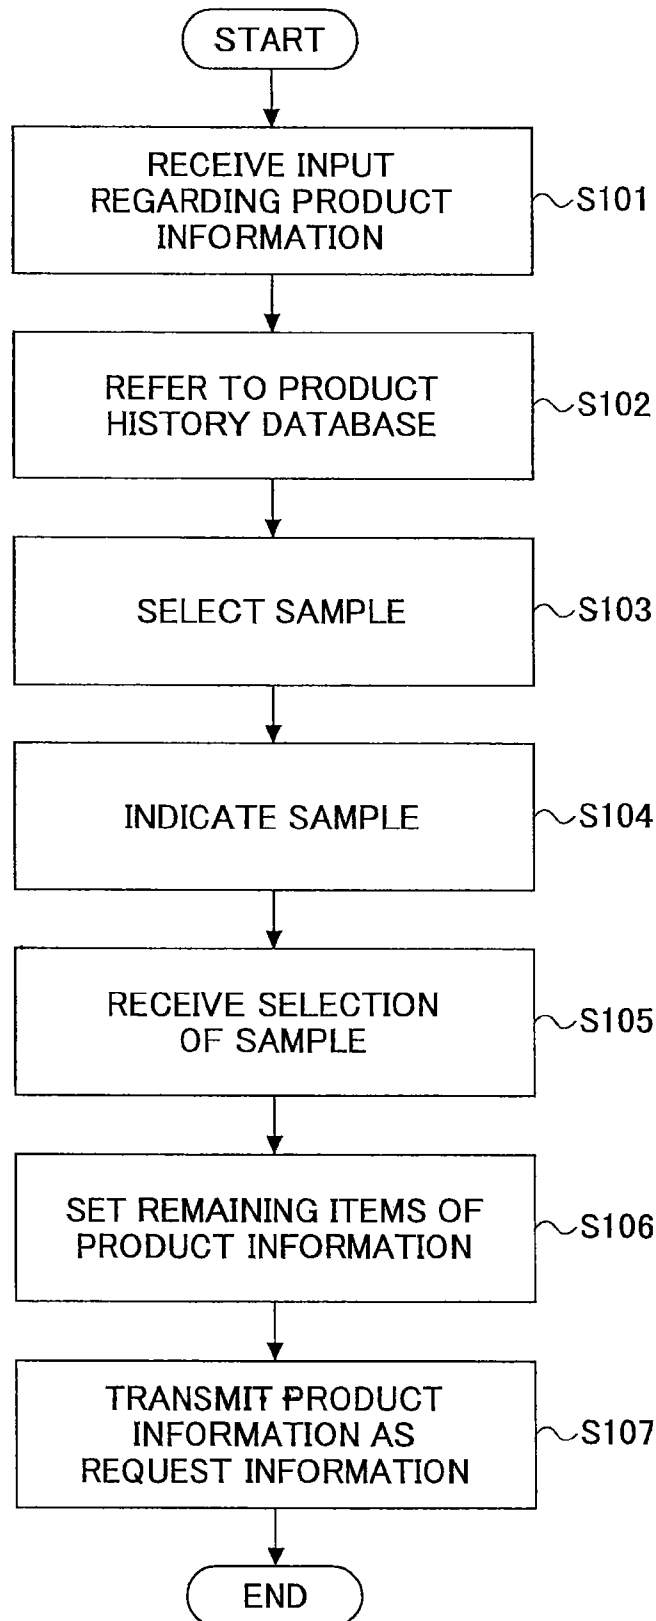 START
RECEIVE INPUT
REGARDING PRODUCT
INFORMATION
S101
REFER TO PRODUCT
HISTORY DATABASE
S102
SELECT SAMPLE
S103
INDICATE SAMPLE
S104
RECEIVE SELECTION
OF SAMPLE
S105
SET REMAINING ITEMS OF
PRODUCT INFORMATION
S106
TRANSMIT PRODUCT
INFORMATION AS
REQUEST INFORMATION
S107
END